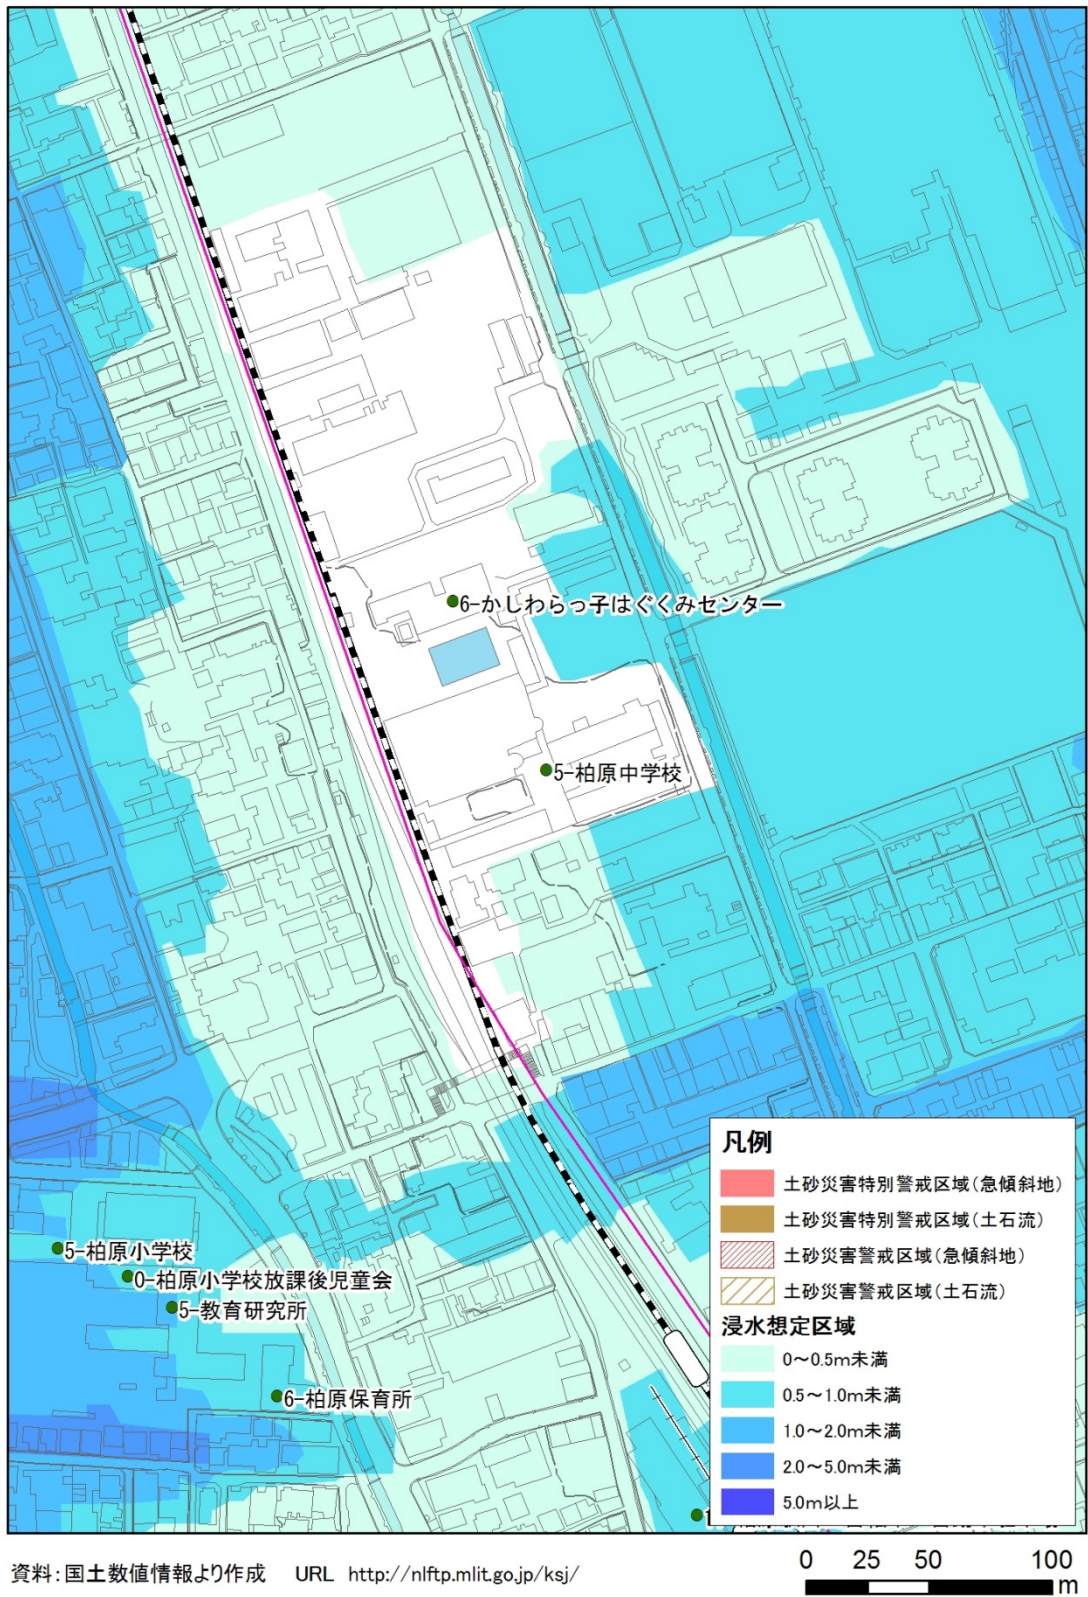 6-かしわらっ子はぐくみセンター
5-柏原中学校
5-柏原小学校
0-柏原小学校放課後児童会
5-教育研究所
6-柏原保育所
凡例
土砂災害特別警戒区域(急傾斜地)
土砂災害特別警戒区域(土石流)
土砂災害警戒区域(急傾斜地)
土砂災害警戒区域(土石流)
浸水想定区域
0～0.5m未満
0.5～1.0m未満
1.0～2.0m未満
2.0～5.0m未満
5.0m以上
資料:国土数値情報より作成 URL http://nlftp.mlit.go.jp/ksj/
0 25 50 100
m